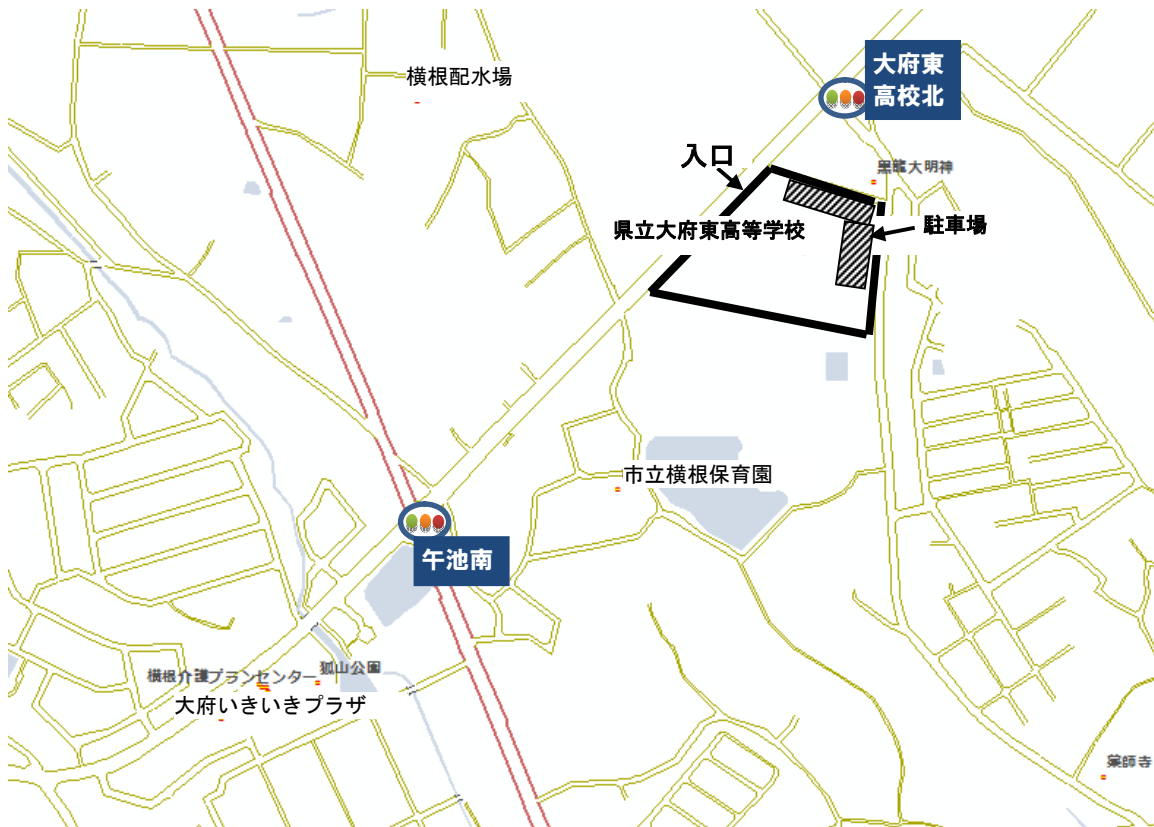 大府東
高校北
横根配水場
入口
黒龍大明神
県立大府東高等学校
駐車場
市立横根保育園
午池南
狐山公園
横根介護プランセンター
大府いきいきプラザ
薬師寺